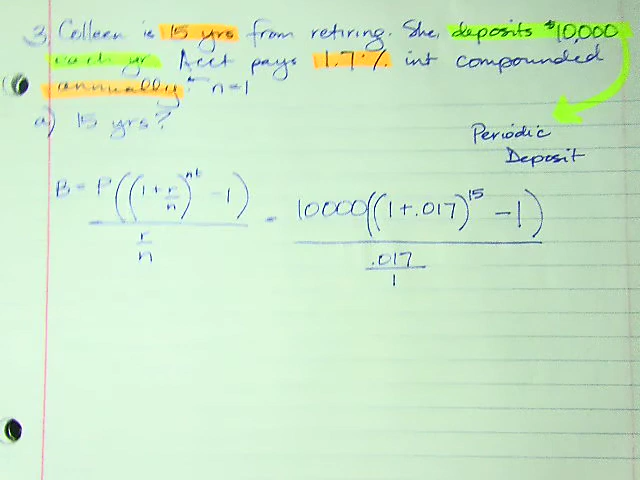 3. Colleen is 15 yrs from retiring. She deposits $10,000
each yr. Acct pays 1.7% int compounded
annually. ← n=1
a) 15 yrs?
Periodic
Deposit
B = P((1+r/n)^nt - 1) / (r/n) = 10000((1+.017)^15 - 1) / (.017/1)